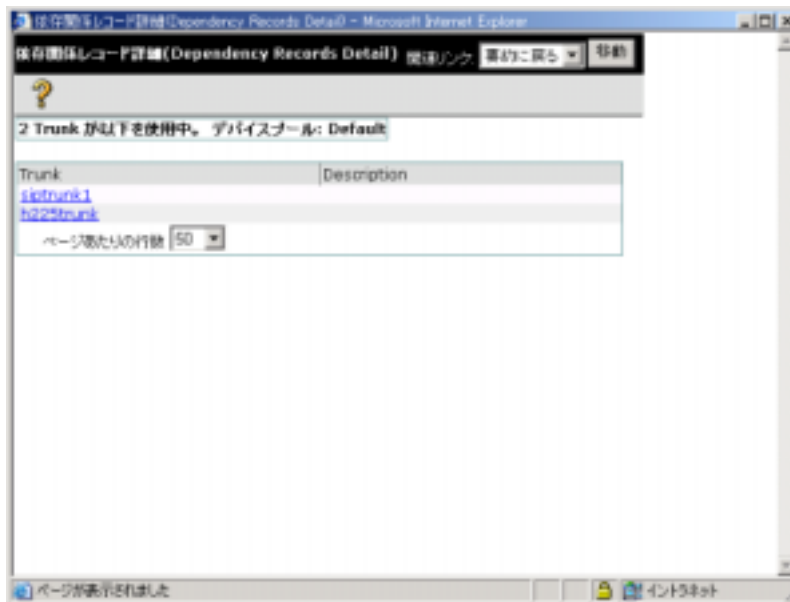 依存関係レコード詳細(Dependency Records Detail) - Microsoft Internet Explorer
依存関係レコード詳細(Dependency Records Detail) 関連リンク 要約に戻る 移動
2 Trunk が以下を使用中。 デバイスプール: Default
Trunk Description
siptrunk1
h225trunk
ページあたりの行数 50
ページが表示されました イントラネット